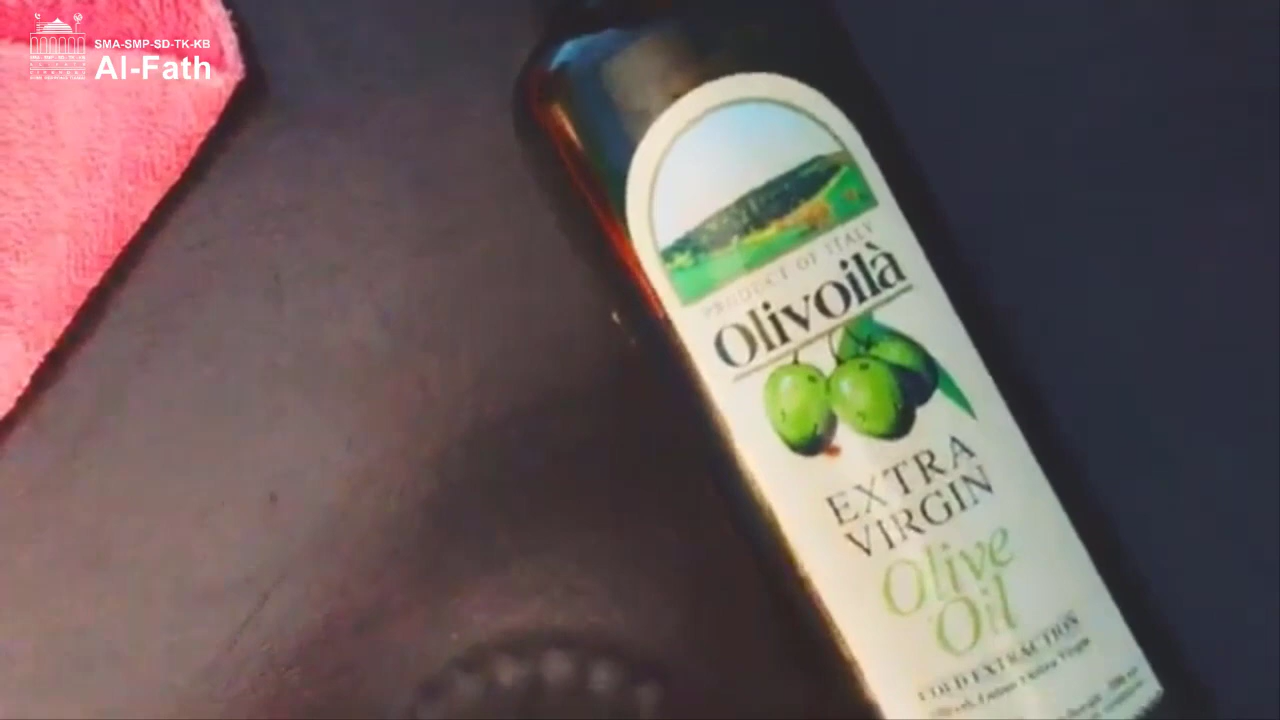 SMA-SMP-SD-TK-KB
Al-Fath
PRODUCT OF ITALY
Olivoilà
EXTRA
VIRGIN
Olive
Oil
COLD EXTRACTION